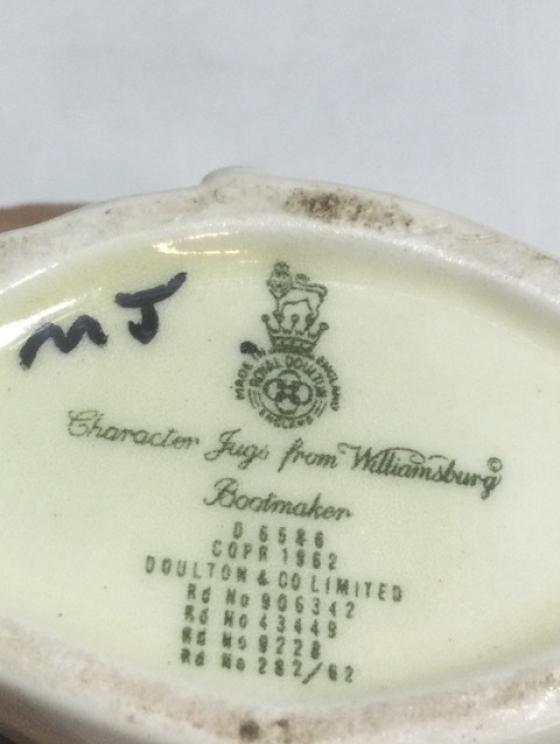 MJ
MADE IN ENGLAND
ROYAL DOULTON
ENGLAND
Character Jugs from Williamsburg©
Bootmaker
D 6586
COPR 1962
DOULTON & CO LIMITED
Rd No 906342
Rd No 43449
Rd No 9228
Rd No 282/62